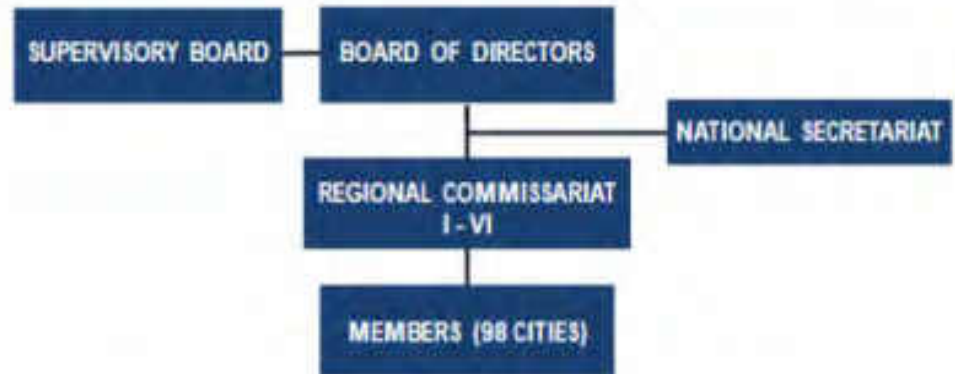 SUPERVISORY BOARD
BOARD OF DIRECTORS
NATIONAL SECRETARIAT
REGIONAL COMMISSARIAT
I - VI
MEMBERS (98 CITIES)